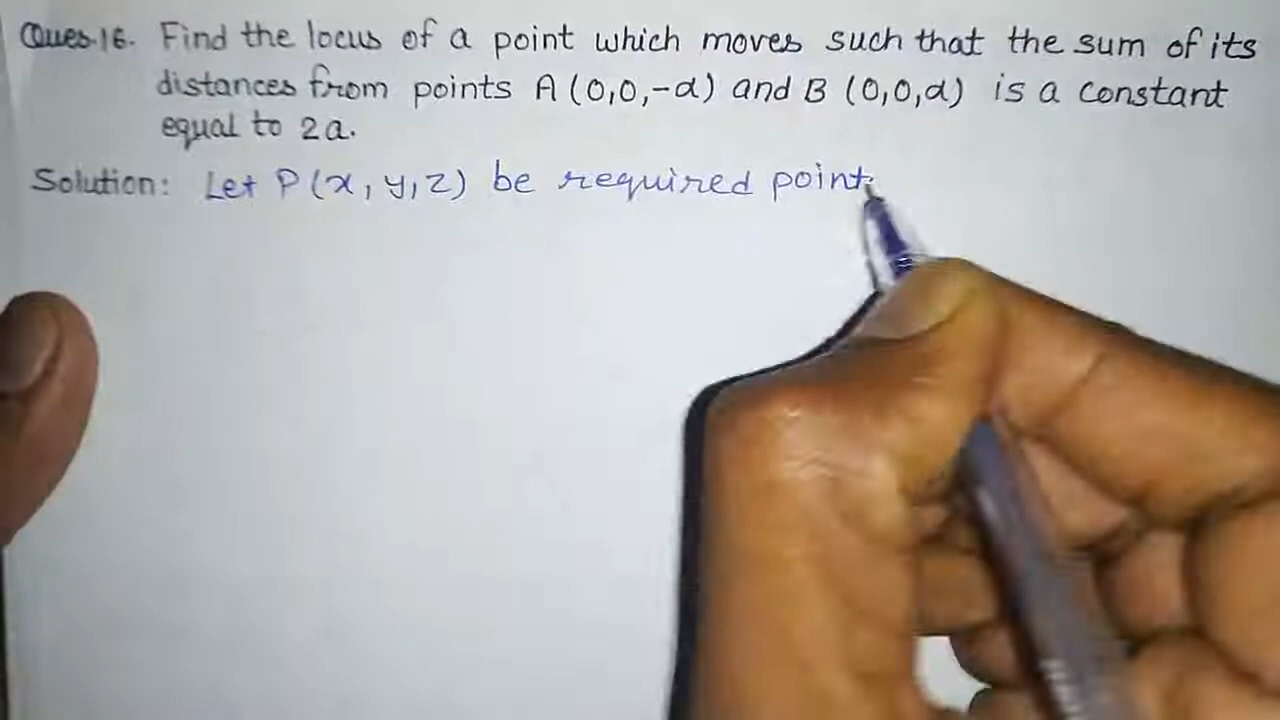 Ques.16. Find the locus of a point which moves such that the sum of its
distances from points A (0,0,-α) and B (0,0,α) is a constant
equal to 2a.
Solution: Let P(x, y, z) be required point